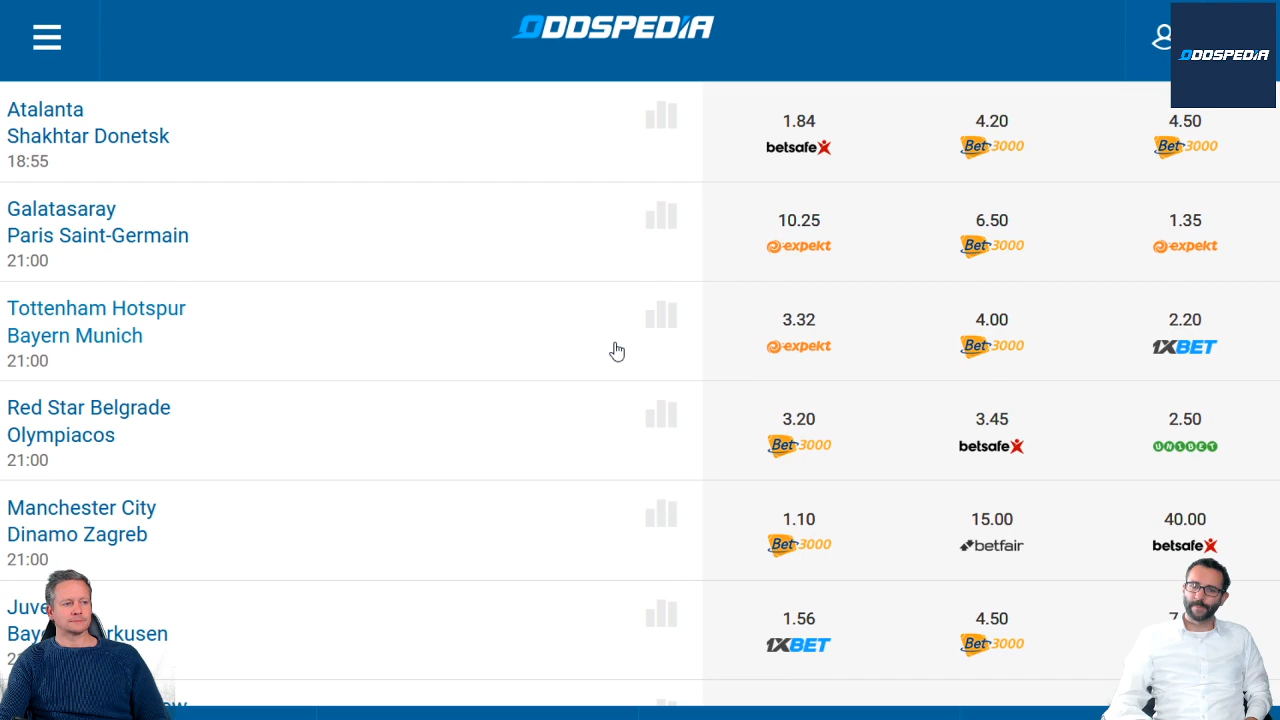 ODDSPEDIA
ODDSPEDIA
Atalanta
Shakhtar Donetsk
18:55
1.84
betsafe
4.20
Bet3000
4.50
Bet3000
Galatasaray
Paris Saint-Germain
21:00
10.25
expekt
6.50
Bet3000
1.35
expekt
Tottenham Hotspur
Bayern Munich
21:00
3.32
expekt
4.00
Bet3000
2.20
1XBET
Red Star Belgrade
Olympiacos
21:00
3.20
Bet3000
3.45
betsafe
2.50
UNIBET
Manchester City
Dinamo Zagreb
21:00
1.10
Bet3000
15.00
betfair
40.00
betsafe
1.56
1XBET
4.50
Bet3000